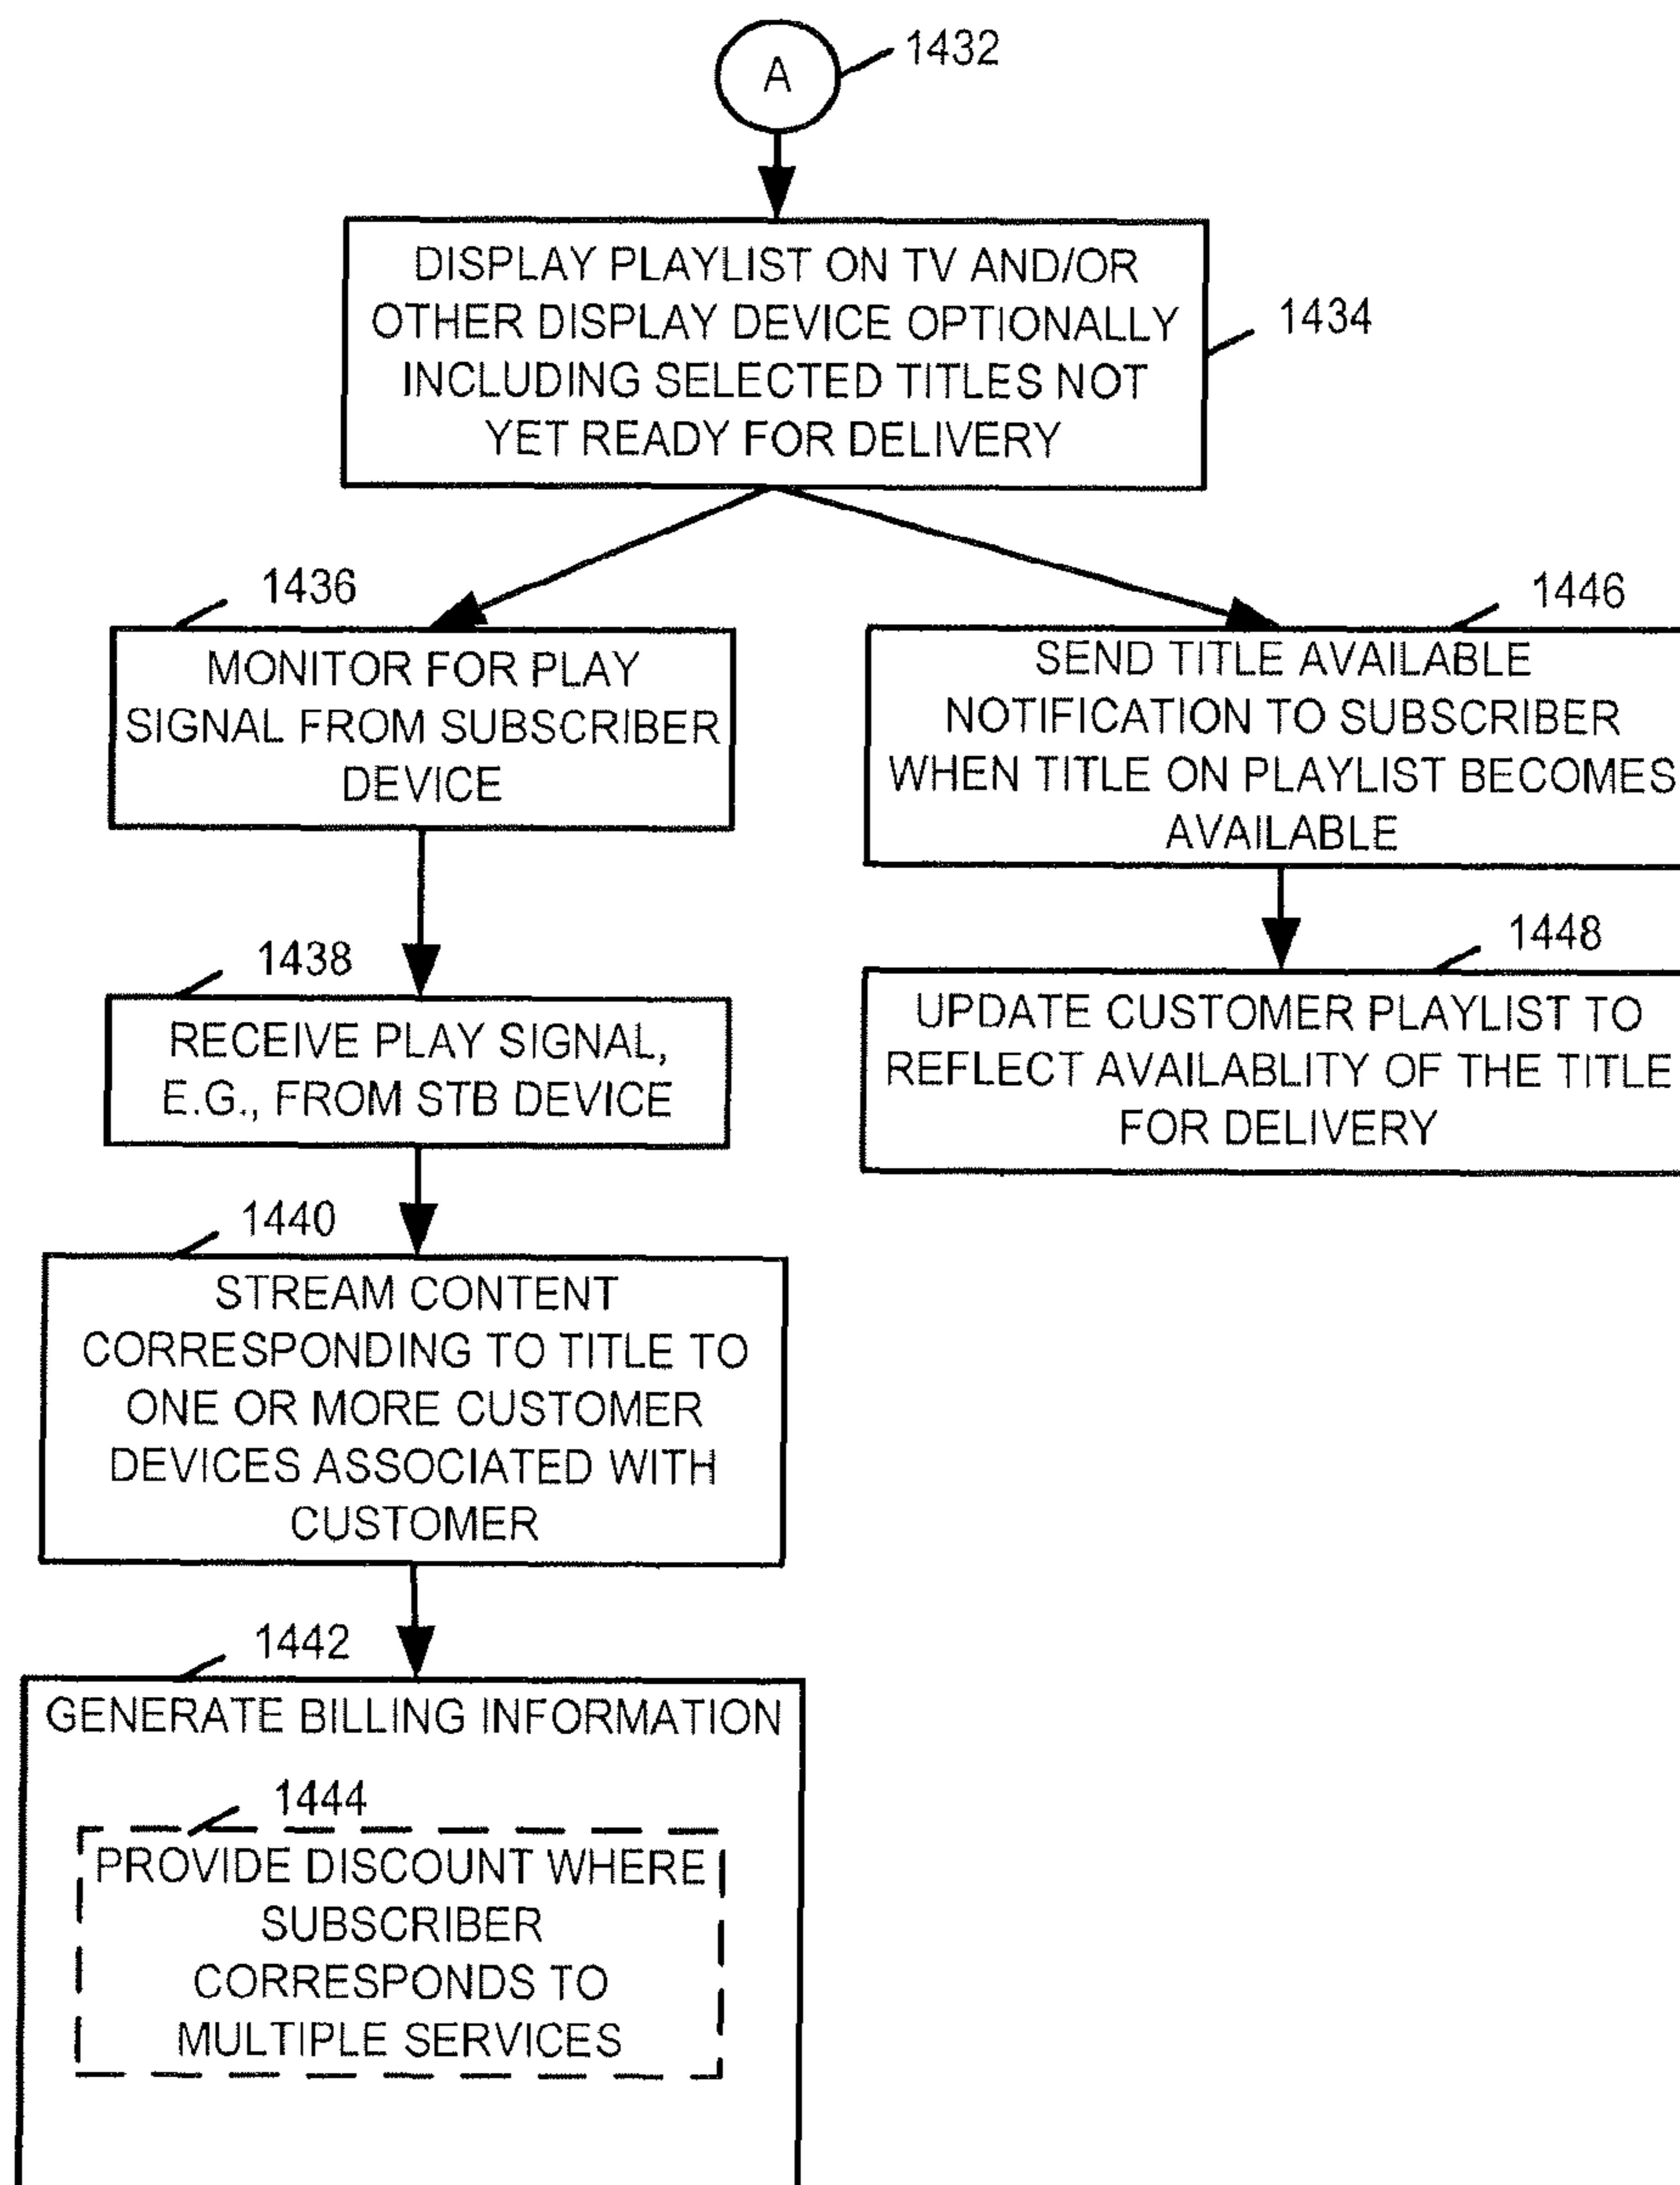 A
1432
DISPLAY PLAYLIST ON TV AND/OR
OTHER DISPLAY DEVICE OPTIONALLY
INCLUDING SELECTED TITLES NOT
YET READY FOR DELIVERY
1434
1436
MONITOR FOR PLAY
SIGNAL FROM SUBSCRIBER
DEVICE
1438
RECEIVE PLAY SIGNAL,
E.G., FROM STB DEVICE
1440
STREAM CONTENT
CORRESPONDING TO TITLE TO
ONE OR MORE CUSTOMER
DEVICES ASSOCIATED WITH
CUSTOMER
1442
GENERATE BILLING INFORMATION
1444
PROVIDE DISCOUNT WHERE
SUBSCRIBER
CORRESPONDS TO
MULTIPLE SERVICES
1446
SEND TITLE AVAILABLE
NOTIFICATION TO SUBSCRIBER
WHEN TITLE ON PLAYLIST BECOMES
AVAILABLE
1448
UPDATE CUSTOMER PLAYLIST TO
REFLECT AVAILABLITY OF THE TITLE
FOR DELIVERY